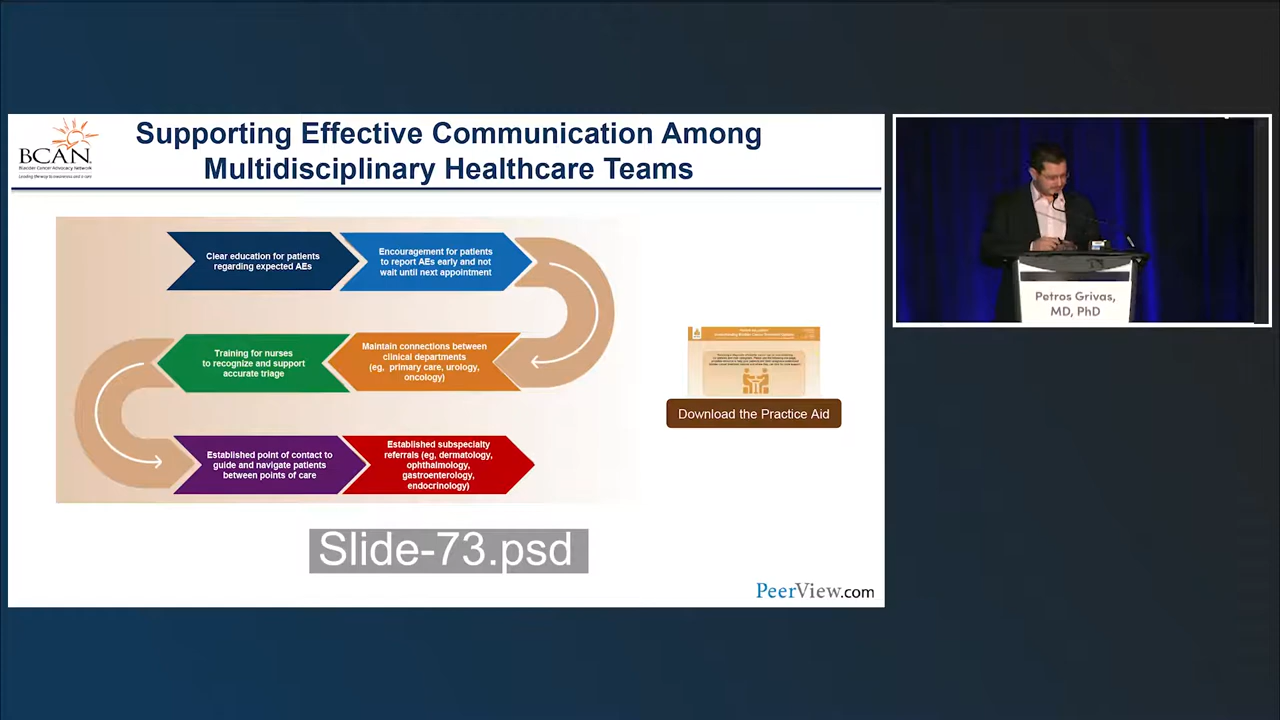 BCAN
Bladder Cancer Advocacy Network
Leading the way to awareness and a cure
Supporting Effective Communication Among
Multidisciplinary Healthcare Teams
Clear education for patients
regarding expected AEs
Encouragement for patients
to report AEs early and not
wait until next appointment
Maintain connections between
clinical departments
(eg, primary care, urology,
oncology)
Training for nurses
to recognize and support
accurate triage
Established point of contact to
guide and navigate patients
between points of care
Established subspecialty
referrals (eg, dermatology,
ophthalmology,
gastroenterology,
endocrinology)
Download the Practice Aid
Slide-73.psd
PeerView.com
Petros Grivas,
MD, PhD